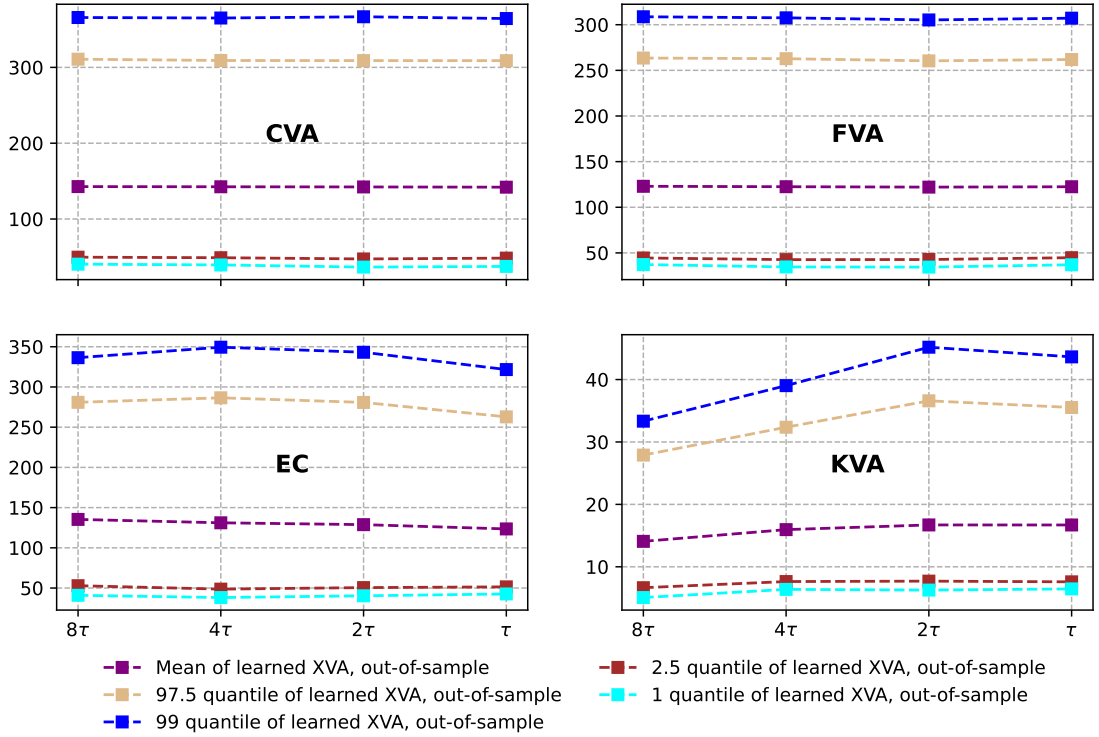 300
200
100
CVA
300
250
200
150
100
50
FVA
350
300
250
200
150
100
50
EC
8τ 4τ 2τ τ
40
30
20
10
KVA
8τ 4τ 2τ τ
Mean of learned XVA, out-of-sample
97.5 quantile of learned XVA, out-of-sample
99 quantile of learned XVA, out-of-sample
2.5 quantile of learned XVA, out-of-sample
1 quantile of learned XVA, out-of-sample